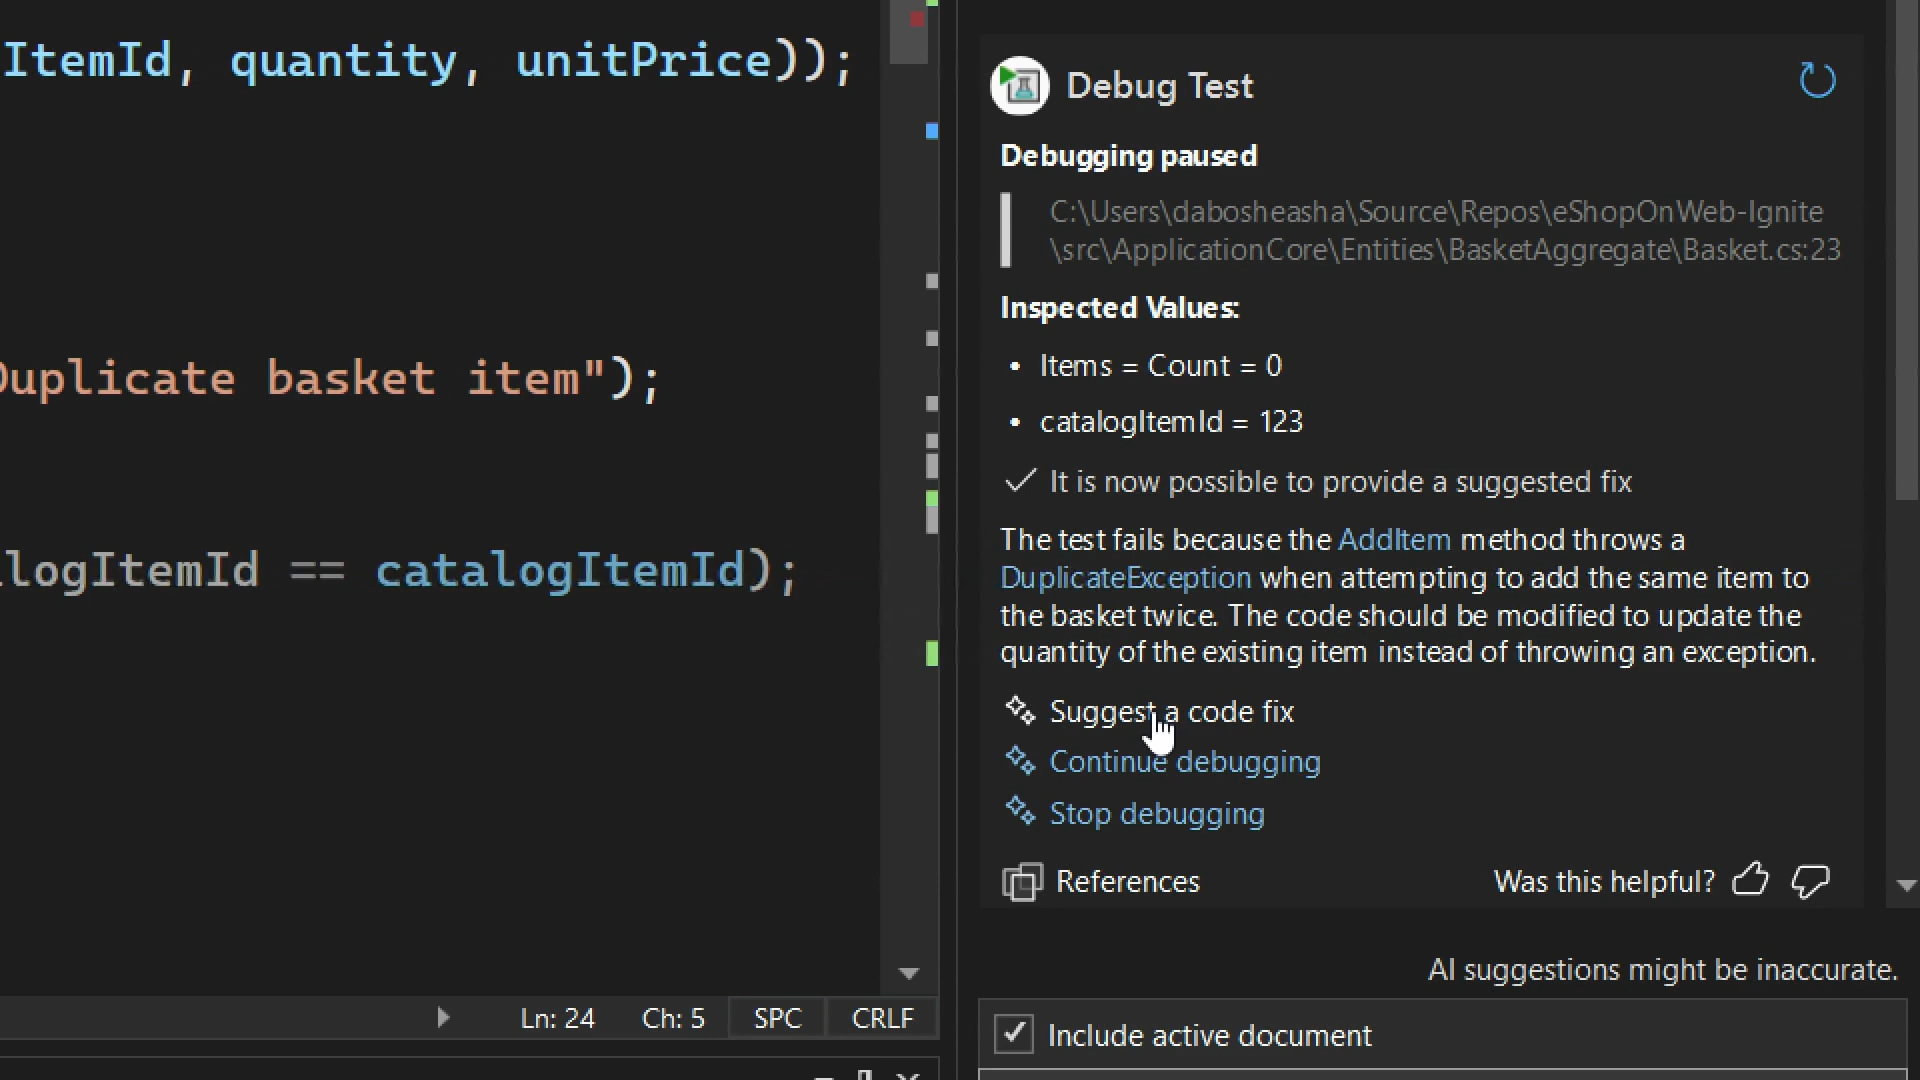 ItemId, quantity, unitPrice));
Duplicate basket item");
logItemId == catalogItemId);
Ln: 24 Ch: 5 SPC CRLF
Debug Test
Debugging paused
C:\Users\dabosheasha\Source\Repos\eShopOnWeb-Ignite
\src\ApplicationCore\Entities\BasketAggregate\Basket.cs:23
Inspected Values:
• Items = Count = 0
• catalogItemId = 123
It is now possible to provide a suggested fix
The test fails because the AddItem method throws a
DuplicateException when attempting to add the same item to
the basket twice. The code should be modified to update the
quantity of the existing item instead of throwing an exception.
Suggest a code fix
Continue debugging
Stop debugging
References Was this helpful?
AI suggestions might be inaccurate.
Include active document